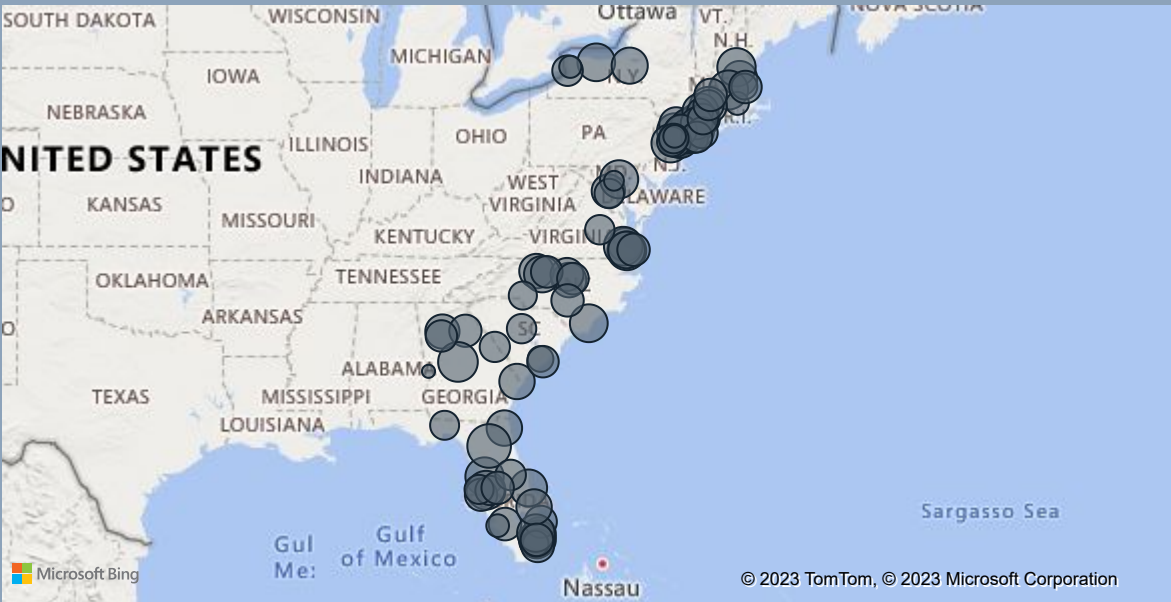 SOUTH DAKOTA
WISCONSIN
Ottawa
VT.
NOVA SCOTIA
N.H.
MICHIGAN
IOWA
N.Y.
NEBRASKA
R.I.
ILLINOIS
OHIO
PA
NITED STATES
N.J.
INDIANA
WEST
VIRGINIA
DELAWARE
KANSAS
MISSOURI
KENTUCKY
VIRGINI
O
TENNESSEE
OKLAHOMA
ARKANSAS
SC
O
ALABAMA
TEXAS
MISSISSIPPI
GEORGIA
LOUISIANA
Sargasso Sea
Gulf
of Mexico
Gul
Me:
Nassau
Microsoft Bing
© 2023 TomTom, © 2023 Microsoft Corporation